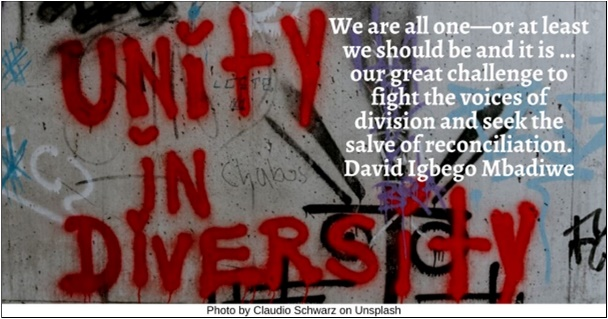 UNity
iN
DiVERSity
We are all one—or at least
we should be and it is ...
our great challenge to
fight the voices of
division and seek the
salve of reconciliation.
David Igbego Mbadiwe
Chabos
Photo by Claudio Schwarz on Unsplash